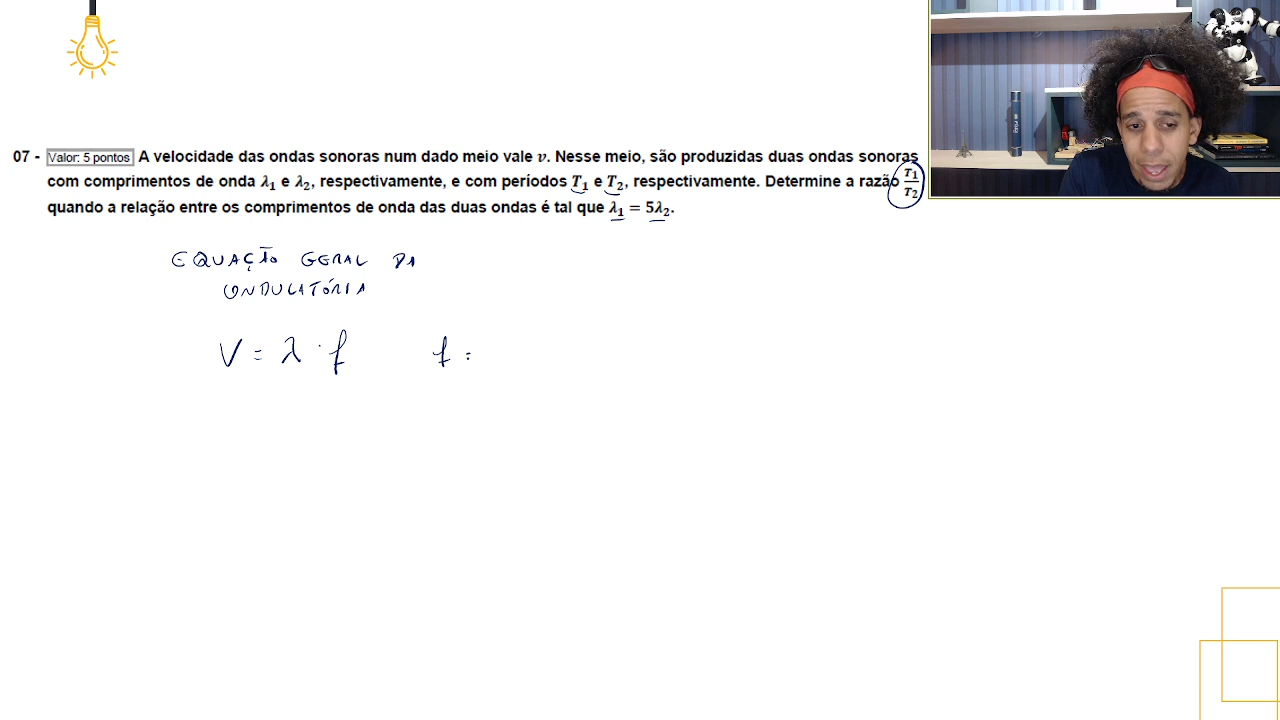 07 - Valor: 5 pontos A velocidade das ondas sonoras num dado meio vale v. Nesse meio, são produzidas duas ondas sonoras
com comprimentos de onda λ₁ e λ₂, respectivamente, e com períodos T₁ e T₂, respectivamente. Determine a razão T₁/T₂
quando a relação entre os comprimentos de onda das duas ondas é tal que λ₁ = 5λ₂.
EQUAÇÃO GERAL DA
ONDULATÓRIA
V = λ · f f =